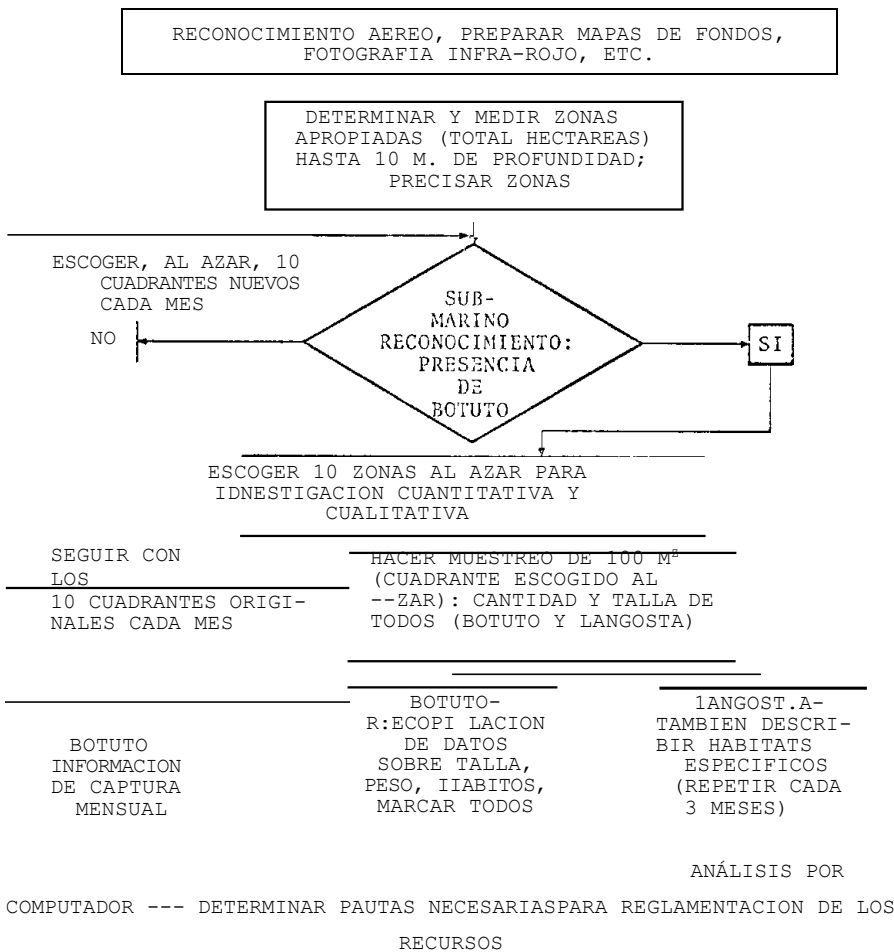 RECONOCIMIENTO AEREO, PREPARAR MAPAS DE FONDOS,
FOTOGRAFIA INFRA-ROJO, ETC.
DETERMINAR Y MEDIR ZONAS
APROPIADAS (TOTAL HECTAREAS)
HASTA 10 M. DE PROFUNDIDAD;
PRECISAR ZONAS
ESCOGER, AL AZAR, 10
CUADRANTES NUEVOS
CADA MES
NO
SUB-
MARINO
RECONOCIMIENTO:
PRESENCIA
DE
BOTUTO
SI
ESCOGER 10 ZONAS AL AZAR PARA
IDNESTIGACION CUANTITATIVA Y
CUALITATIVA
SEGUIR CON
LOS
10 CUADRANTES ORIGI-
NALES CADA MES
HACER MUESTREO DE 100 M²
(CUADRANTE ESCOGIDO AL
--ZAR): CANTIDAD Y TALLA DE
TODOS (BOTUTO Y LANGOSTA)
BOTUTO
INFORMACION
DE CAPTURA
MENSUAL
BOTUTO-
R:ECOPI LACION
DE DATOS
SOBRE TALLA,
PESO, IIABITOS,
MARCAR TODOS
1ANGOST.A-
TAMBIEN DESCRI-
BIR HABITATS
ESPECIFICOS
(REPETIR CADA
3 MESES)
ANÁLISIS POR
COMPUTADOR --- DETERMINAR PAUTAS NECESARIASPARA REGLAMENTACION DE LOS
RECURSOS